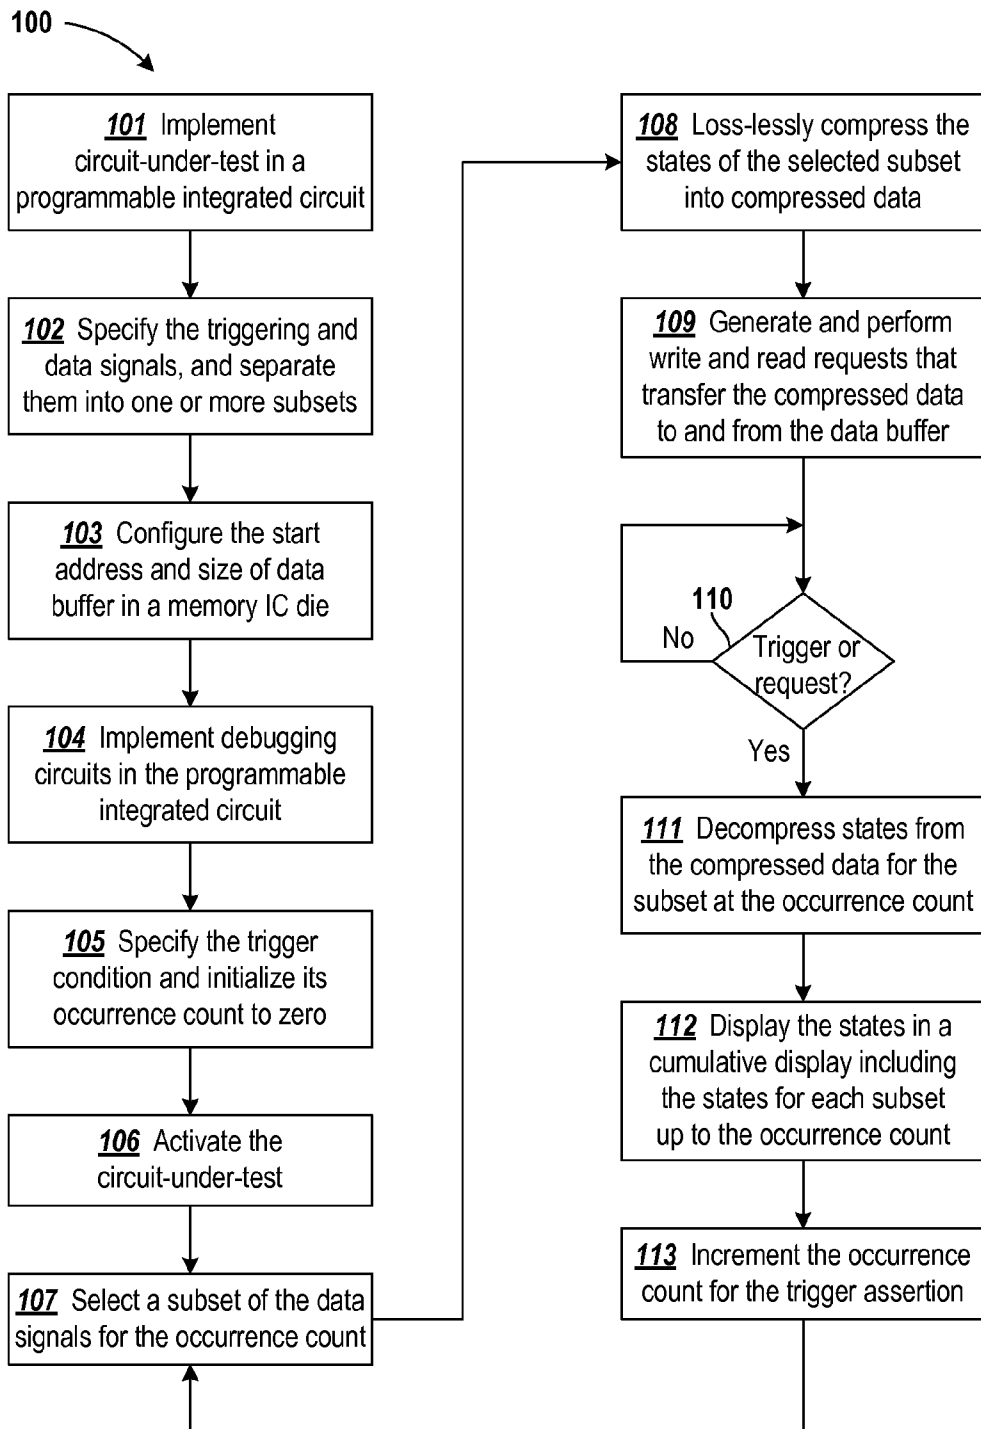 100
101 Implement
circuit-under-test in a
programmable integrated circuit
102 Specify the triggering and
data signals, and separate
them into one or more subsets
103 Configure the start
address and size of data
buffer in a memory IC die
104 Implement debugging
circuits in the programmable
integrated circuit
105 Specify the trigger
condition and initialize its
occurrence count to zero
106 Activate the
circuit-under-test
107 Select a subset of the data
signals for the occurrence count
108 Loss-lessly compress the
states of the selected subset
into compressed data
109 Generate and perform
write and read requests that
transfer the compressed data
to and from the data buffer
110
No
Trigger or
request?
Yes
111 Decompress states from
the compressed data for the
subset at the occurrence count
112 Display the states in a
cumulative display including
the states for each subset
up to the occurrence count
113 Increment the occurrence
count for the trigger assertion